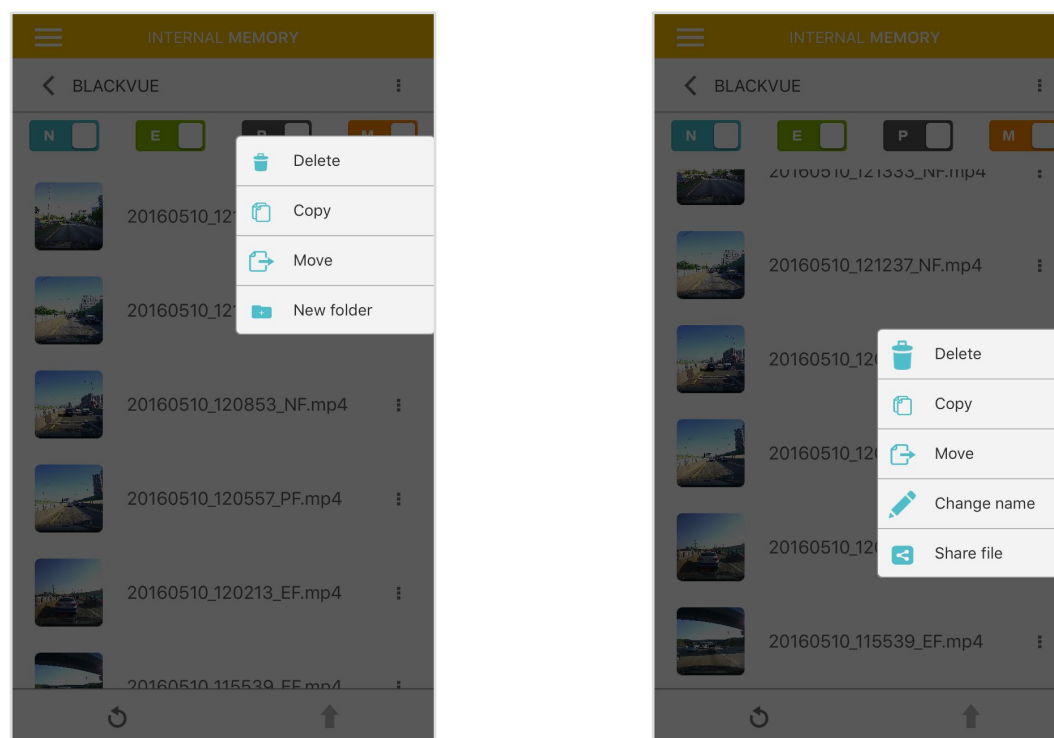 INTERNAL MEMORY
BLACKVUE
N E P M
Delete
20160510_12
Copy
Move
20160510_12
New folder
20160510_120853_NF.mp4
20160510_120557_PF.mp4
20160510_120213_EF.mp4
20160510_115539_EF.mp4
INTERNAL MEMORY
BLACKVUE
N E P M
20160510_121333_NF.mp4
20160510_121237_NF.mp4
20160510_12
Delete
Copy
20160510_12
Move
Change name
20160510_12
Share file
20160510_115539_EF.mp4